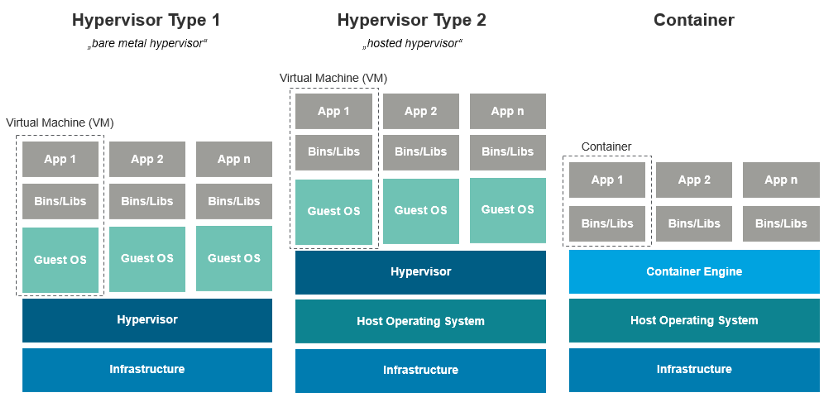 Hypervisor Type 1
„bare metal hypervisor“
Virtual Machine (VM)
App 1
App 2
App n
Bins/Libs
Bins/Libs
Bins/Libs
Guest OS
Guest OS
Guest OS
Hypervisor
Infrastructure
Hypervisor Type 2
„hosted hypervisor“
Virtual Machine (VM)
App 1
App 2
App n
Bins/Libs
Bins/Libs
Bins/Libs
Guest OS
Guest OS
Guest OS
Hypervisor
Host Operating System
Infrastructure
Container
Container
App 1
App 2
App n
Bins/Libs
Bins/Libs
Bins/Libs
Container Engine
Host Operating System
Infrastructure